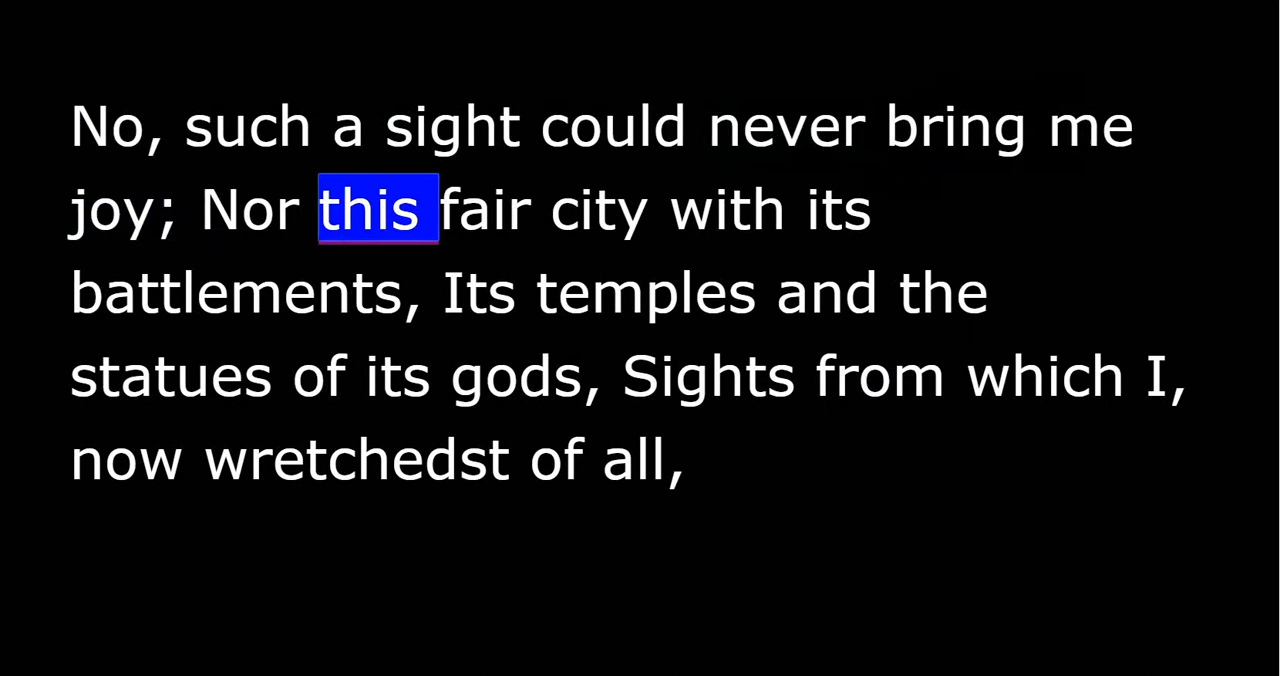 No, such a sight could never bring me
joy; Nor this fair city with its
battlements, Its temples and the
statues of its gods, Sights from which I,
now wretchedst of all,